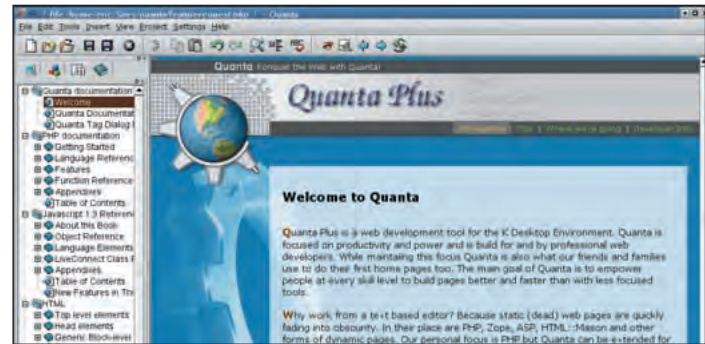 Quanta
File Edit Tools Insert View Project Settings Help
Quanta Conquer the Web with Quanta!
Quanta Plus
Quanta documentation
Welcome
Quanta Documentat
Quanta Tag Dialog
PHP documentation
Getting Started
Language Referenc
Features
Function Reference
Appendixes
Table of Contents
Javascript 1.3 Referen
About this Book
Object Reference
Language Elements
LiveConnect Class
Appendixes
Table of Contents
New Features in Thi
HTML
Top level elements
Head elements
Generic Block-level
Welcome to Quanta
Quanta Plus is a web development tool for the K Desktop Environment. Quanta is
focused on productivity and power and is build for and by professional web
developers. While maintaing this focus Quanta is also what our friends and families
use to do their first home pages too. The main goal of Quanta is to empower
people at every skill level to build pages better and faster than with less focused
tools.
Why work from a text based editor? Because static (dead) web pages are quickly
fading into obscurity. In their place are PHP, Zope, ASP, HTML::Mason and other
forms of dynamic pages. Our personal focus is PHP but Quanta can be extended for